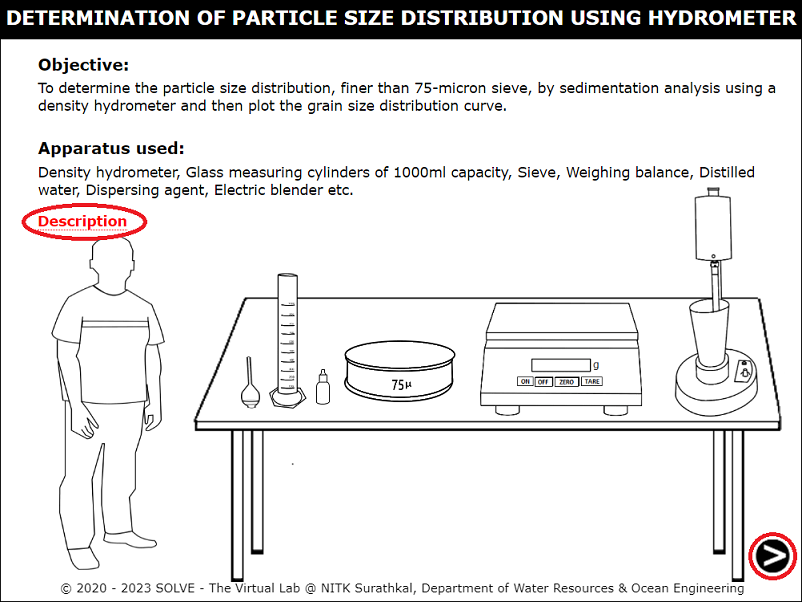 DETERMINATION OF PARTICLE SIZE DISTRIBUTION USING HYDROMETER
Objective:
To determine the particle size distribution, finer than 75-micron sieve, by sedimentation analysis using a
density hydrometer and then plot the grain size distribution curve.
Apparatus used:
Density hydrometer, Glass measuring cylinders of 1000ml capacity, Sieve, Weighing balance, Distilled
water, Dispersing agent, Electric blender etc.
Description
75μ
g
ON OFF ZERO TARE
© 2020 - 2023 SOLVE - The Virtual Lab @ NITK Surathkal, Department of Water Resources & Ocean Engineering